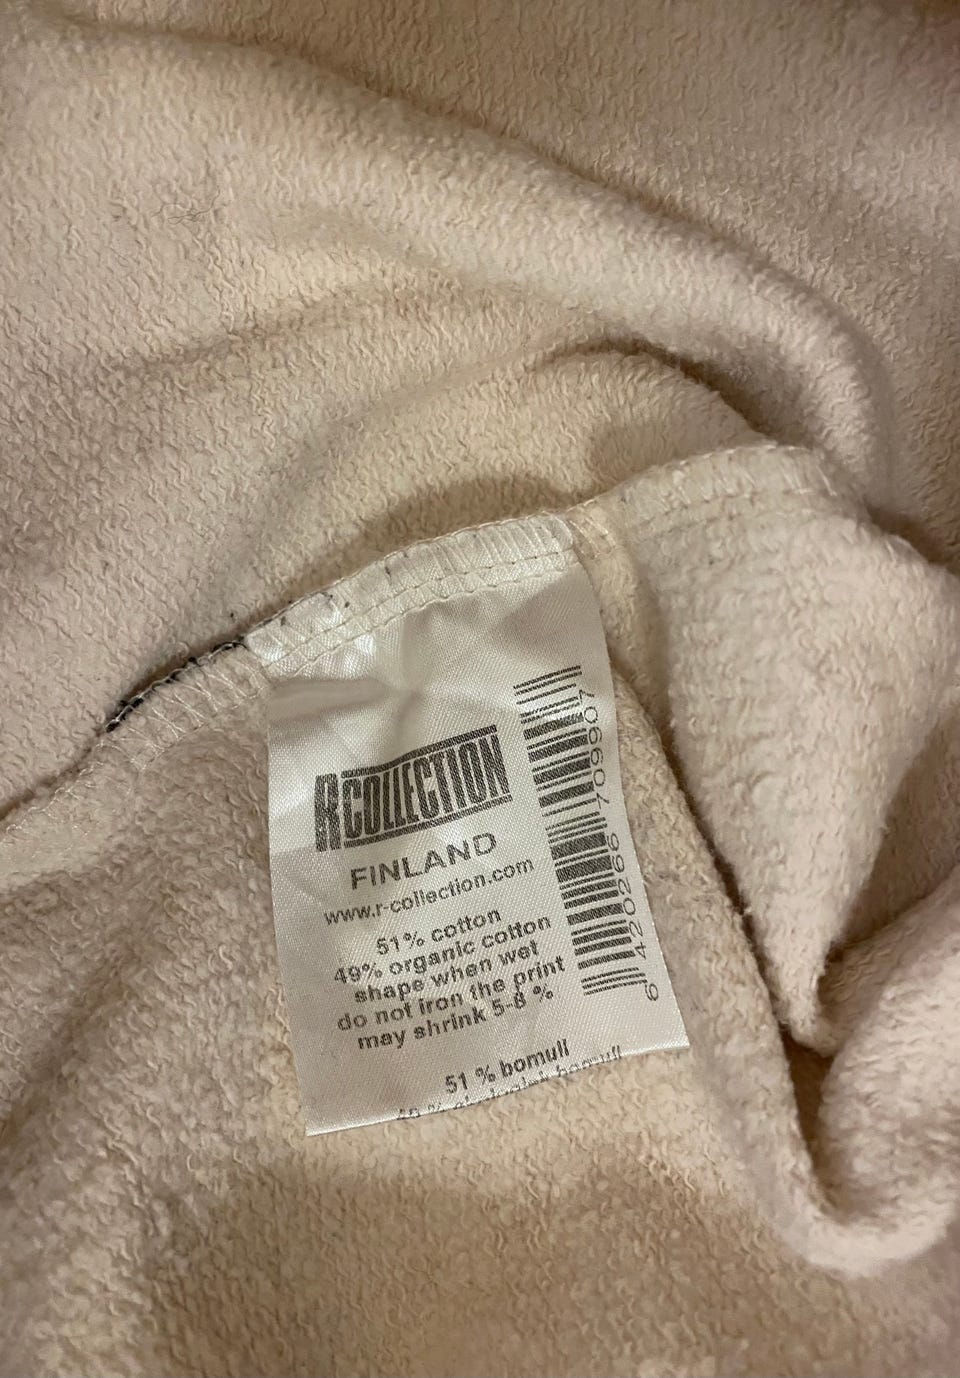 RCOLLECTION
FINLAND
www.r-collection.com
51% cotton
49% organic cotton
shape when wet
do not iron the print
may shrink 5-8 %
51 % bomull
bomull
6 420266 709907